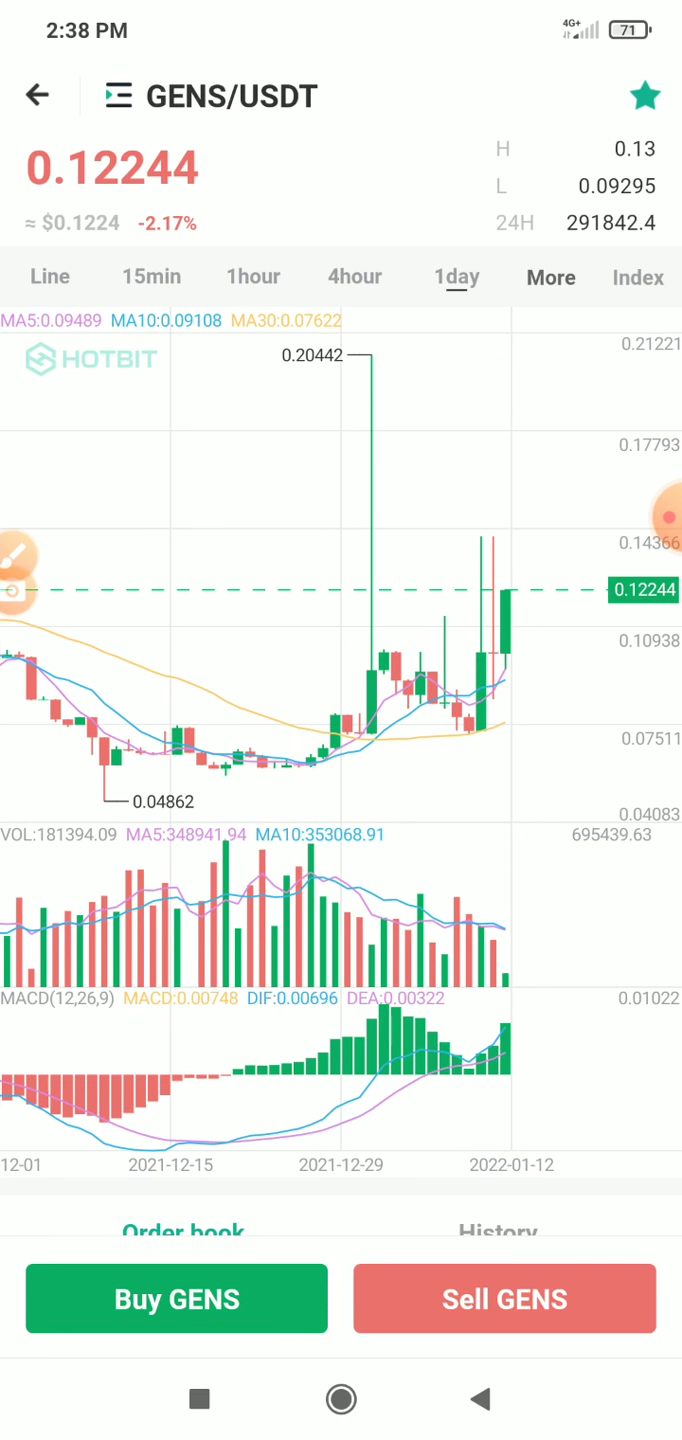 2:38 PM 4G+ 71
GENS/USDT
0.12244
H 0.13
L 0.09295
≈ $0.1224 -2.17%
24H 291842.4
Line 15min 1hour 4hour 1day More Index
MA5:0.09489 MA10:0.09108 MA30:0.07622
0.21221
HOTBIT
0.20442
0.17793
0.14366
0.12244
0.10938
0.07511
0.04862
0.04083
VOL:181394.09 MA5:348941.94 MA10:353068.91 695439.63
MACD(12,26,9) MACD:0.00748 DIF:0.00696 DEA:0.00322 0.01022
12-01 2021-12-15 2021-12-29 2022-01-12
Order book History
Buy GENS Sell GENS